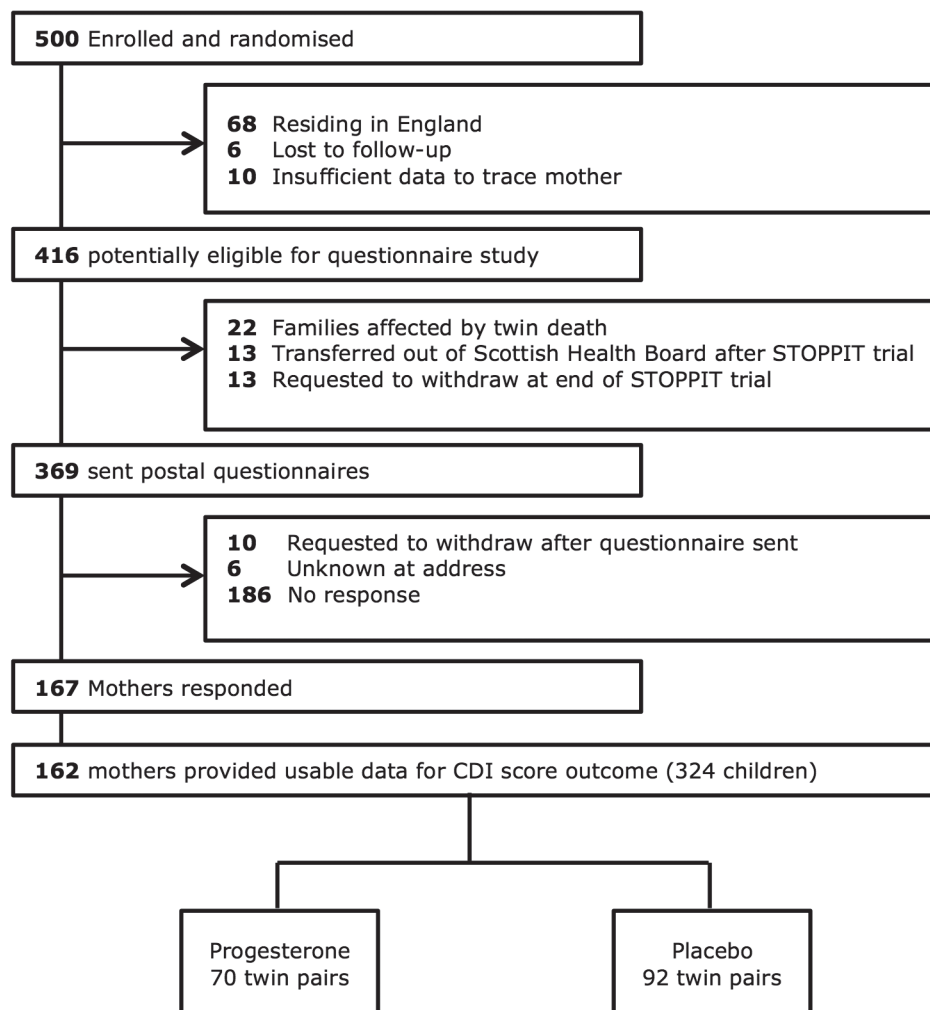 500 Enrolled and randomised
68 Residing in England
6 Lost to follow-up
10 Insufficient data to trace mother
416 potentially eligible for questionnaire study
22 Families affected by twin death
13 Transferred out of Scottish Health Board after STOPPIT trial
13 Requested to withdraw at end of STOPPIT trial
369 sent postal questionnaires
10 Requested to withdraw after questionnaire sent
6 Unknown at address
186 No response
167 Mothers responded
162 mothers provided usable data for CDI score outcome (324 children)
Progesterone
70 twin pairs
Placebo
92 twin pairs